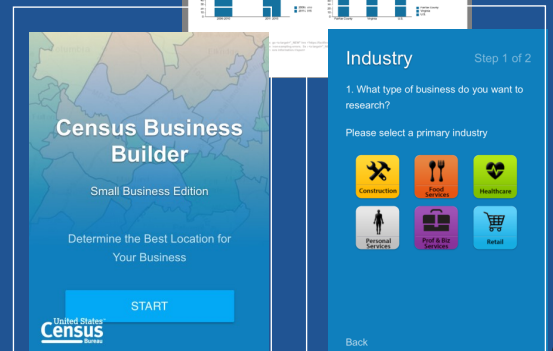 Census Business
Builder
Small Business Edition
Determine the Best Location for
Your Business
START
United States™
Census
Bureau
Industry
Step 1 of 2
1. What type of business do you want to
research?
Please select a primary industry
Construction
Food
Services
Healthcare
Personal
Services
Prof & Biz
Services
Retail
Back